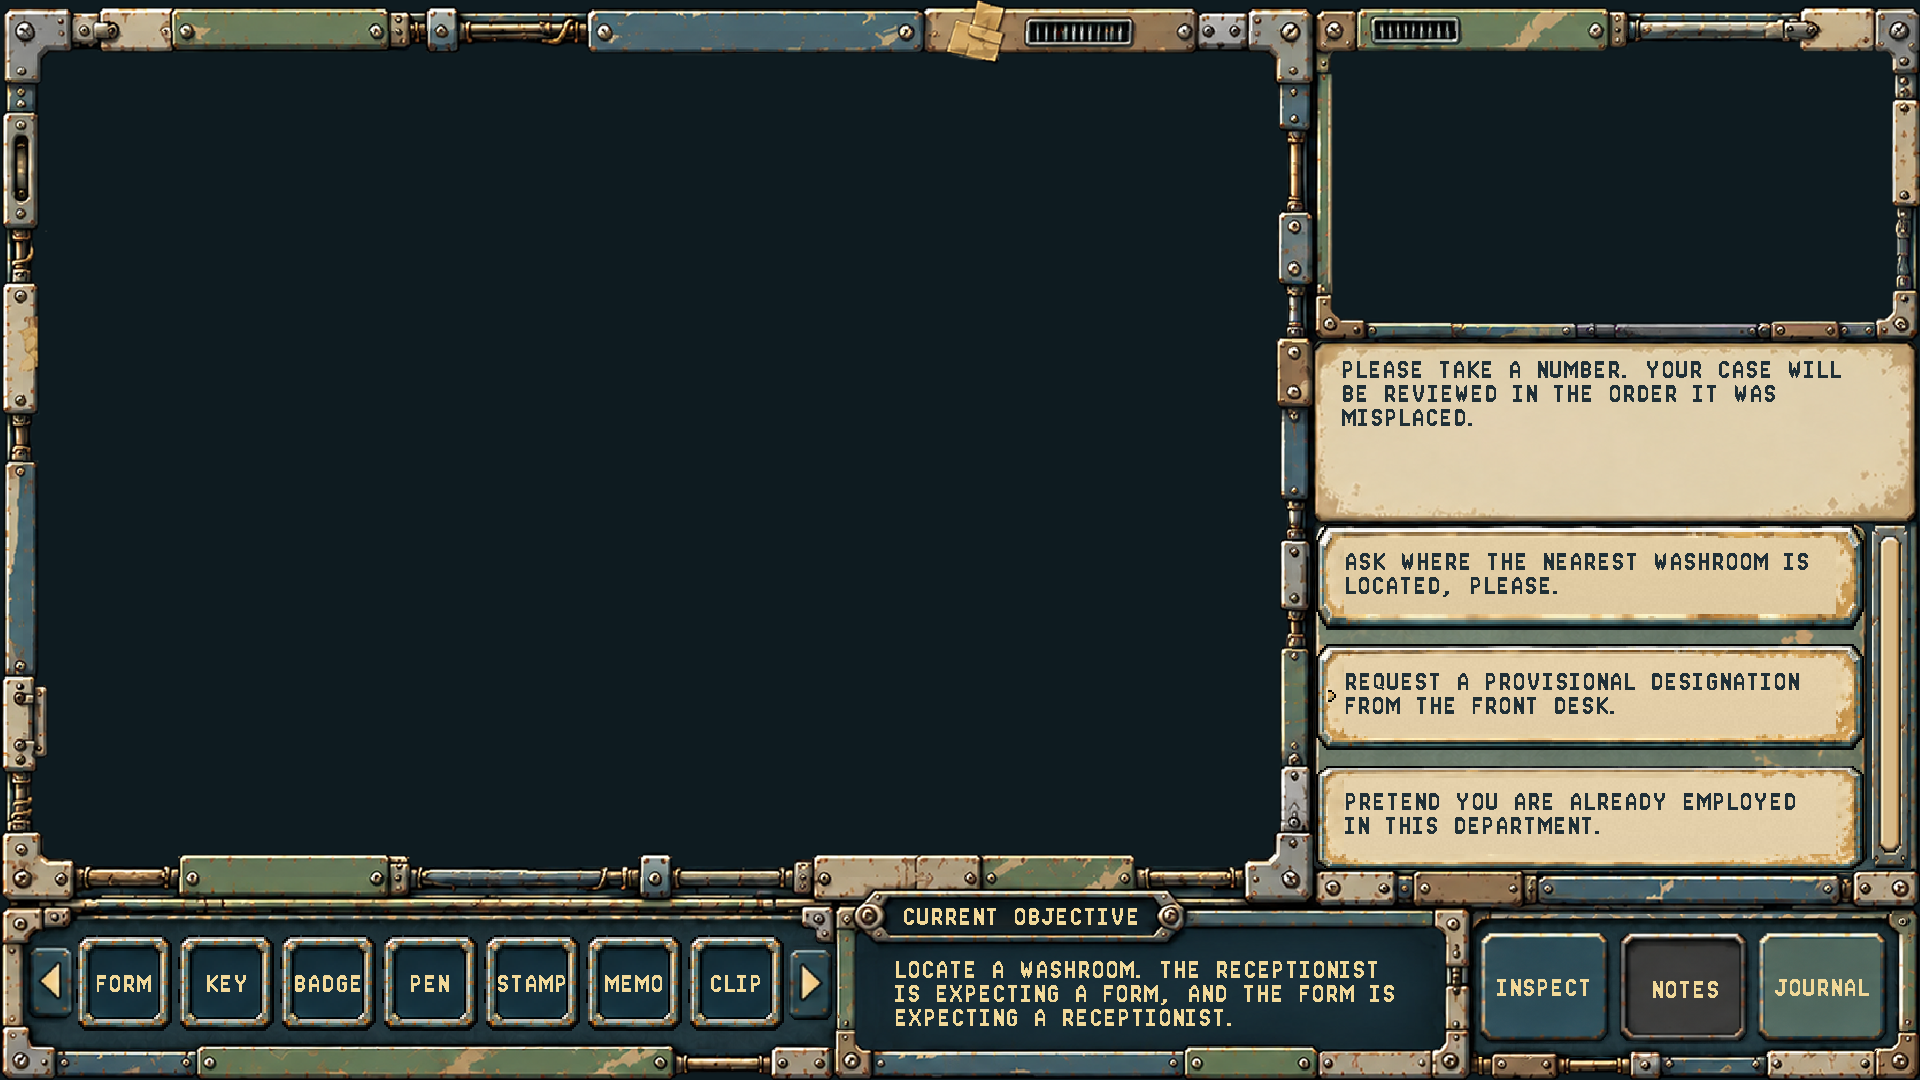 PLEASE TAKE A NUMBER. YOUR CASE WILL
BE REVIEWED IN THE ORDER IT WAS
MISPLACED.
ASK WHERE THE NEAREST WASHROOM IS
LOCATED, PLEASE.
REQUEST A PROVISIONAL DESIGNATION
FROM THE FRONT DESK.
PRETEND YOU ARE ALREADY EMPLOYED
IN THIS DEPARTMENT.
CURRENT OBJECTIVE
LOCATE A WASHROOM. THE RECEPTIONIST
IS EXPECTING A FORM, AND THE FORM IS
EXPECTING A RECEPTIONIST.
FORM
KEY
BADGE
PEN
STAMP
MEMO
CLIP
INSPECT
NOTES
JOURNAL